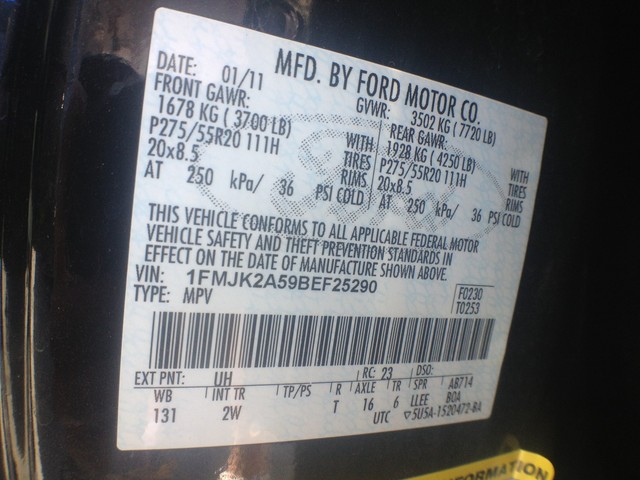 MFD. BY FORD MOTOR CO.
DATE: 01/11
GVWR: 3502 KG ( 7720 LB)
FRONT GAWR:
1678 KG ( 3700 LB)
P275/55R20 111H
20x8.5
WITH
TIRES
RIMS
AT 250 kPa/ 36 PSI COLD
REAR GAWR:
1928 KG ( 4250 LB)
P275/55R20 111H
20x8.5
WITH
TIRES
RIMS
AT 250 kPa/ 36 PSI COLD
THIS VEHICLE CONFORMS TO ALL APPLICABLE FEDERAL MOTOR
VEHICLE SAFETY AND THEFT PREVENTION STANDARDS IN
EFFECT ON THE DATE OF MANUFACTURE SHOWN ABOVE.
VIN: 1FMJK2A59BEF25290
TYPE: MPV
F0230
T0253
EXT PNT: UH RC: 23 DSO:
WB INT TR TP/PS R AXLE TR SPR AB714
131 2W T 16 6 LLEE BOA
UTC ▽5U5A-1520472-BA
INFORMATION